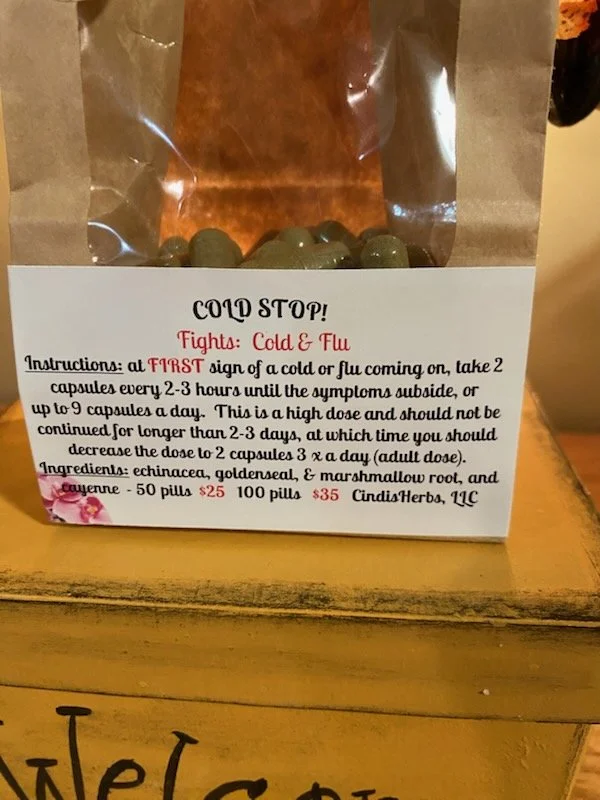 COLD STOP!
Fights: Cold & Flu
Instructions: at FIRST sign of a cold or flu coming on, take 2
capsules every 2-3 hours until the symptoms subside, or
up to 9 capsules a day. This is a high dose and should not be
continued for longer than 2-3 days, at which time you should
decrease the dose to 2 capsules 3 x a day (adult dose).
Ingredients: echinacea, goldenseal, & marshmallow root, and
cayenne - 50 pills $25 100 pills $35 CindisHerbs, LLC